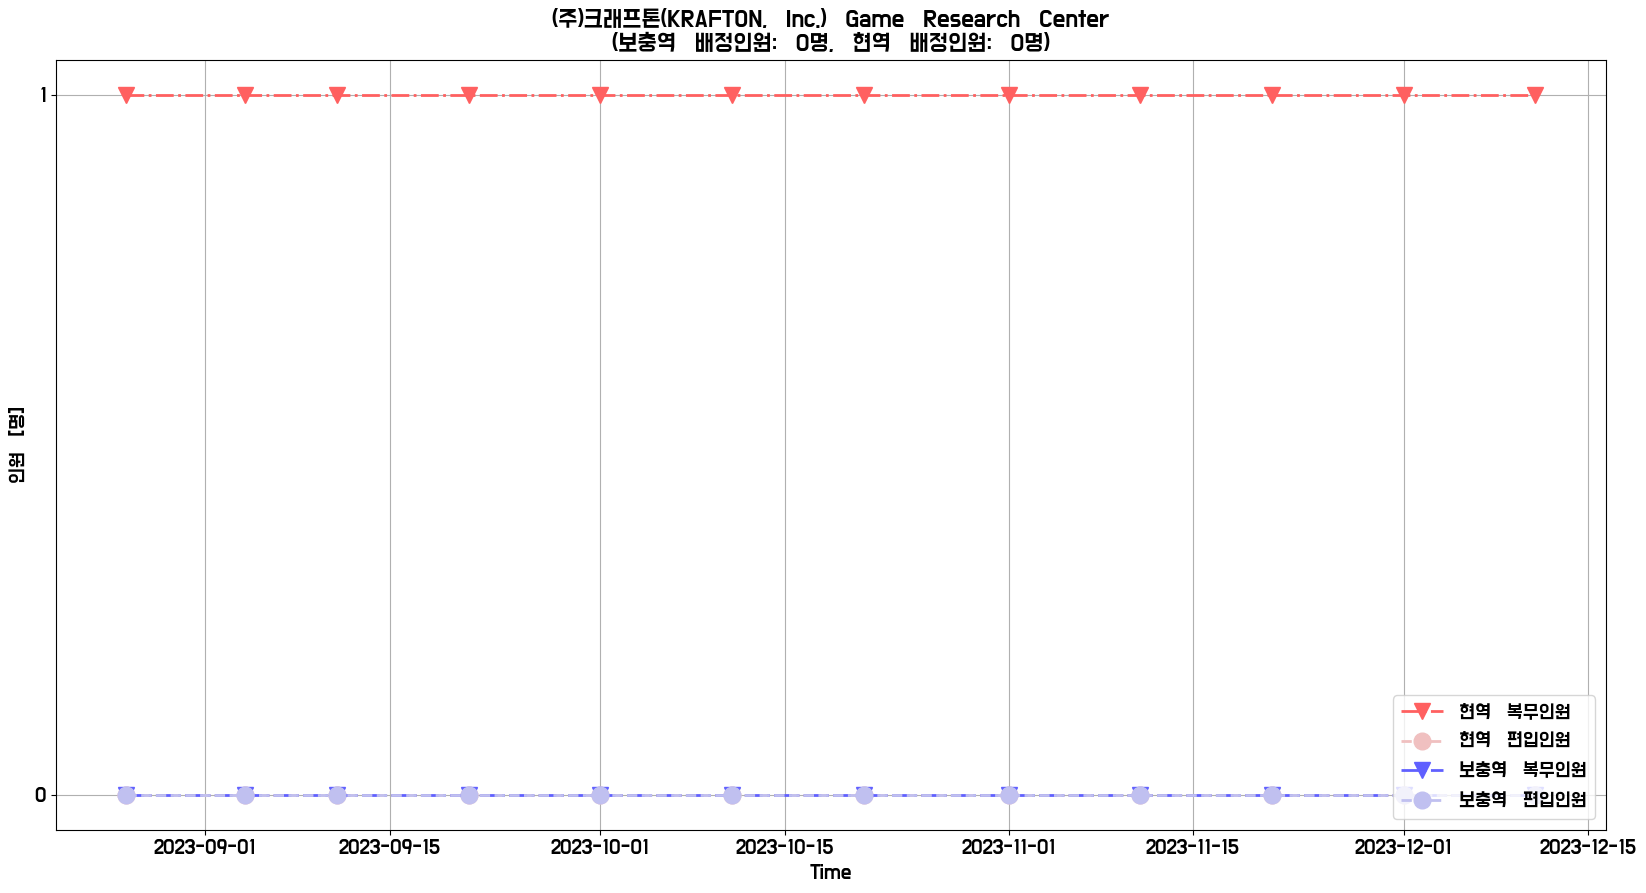 (주)크래프톤(KRAFTON, Inc.) Game Research Center
(보충역 배정인원: 0명, 현역 배정인원: 0명)
1
0
인원 [명]
현역 복무인원
현역 편입인원
보충역 복무인원
보충역 편입인원
2023-09-01 2023-09-15 2023-10-01 2023-10-15 2023-11-01 2023-11-15 2023-12-01 2023-12-15
Time